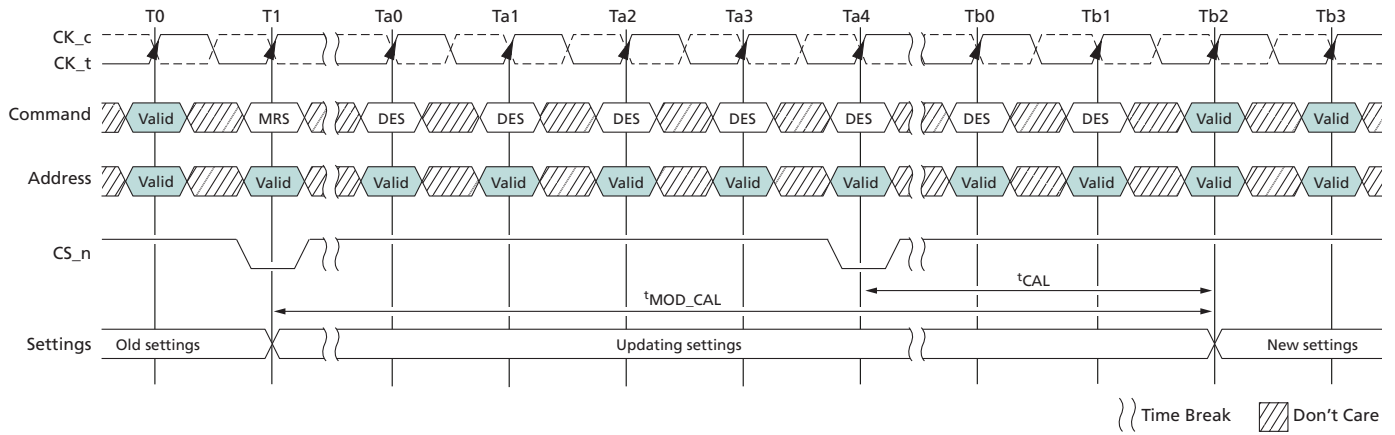 T0 T1 Ta0 Ta1 Ta2 Ta3 Ta4 Tb0 Tb1 Tb2 Tb3
CK_c
CK_t
Command Valid MRS DES DES DES DES DES DES DES Valid Valid
Address Valid Valid Valid Valid Valid Valid Valid Valid Valid Valid Valid
CS_n
tCAL
tMOD_CAL
Settings Old settings Updating settings New settings
Time Break Don't Care